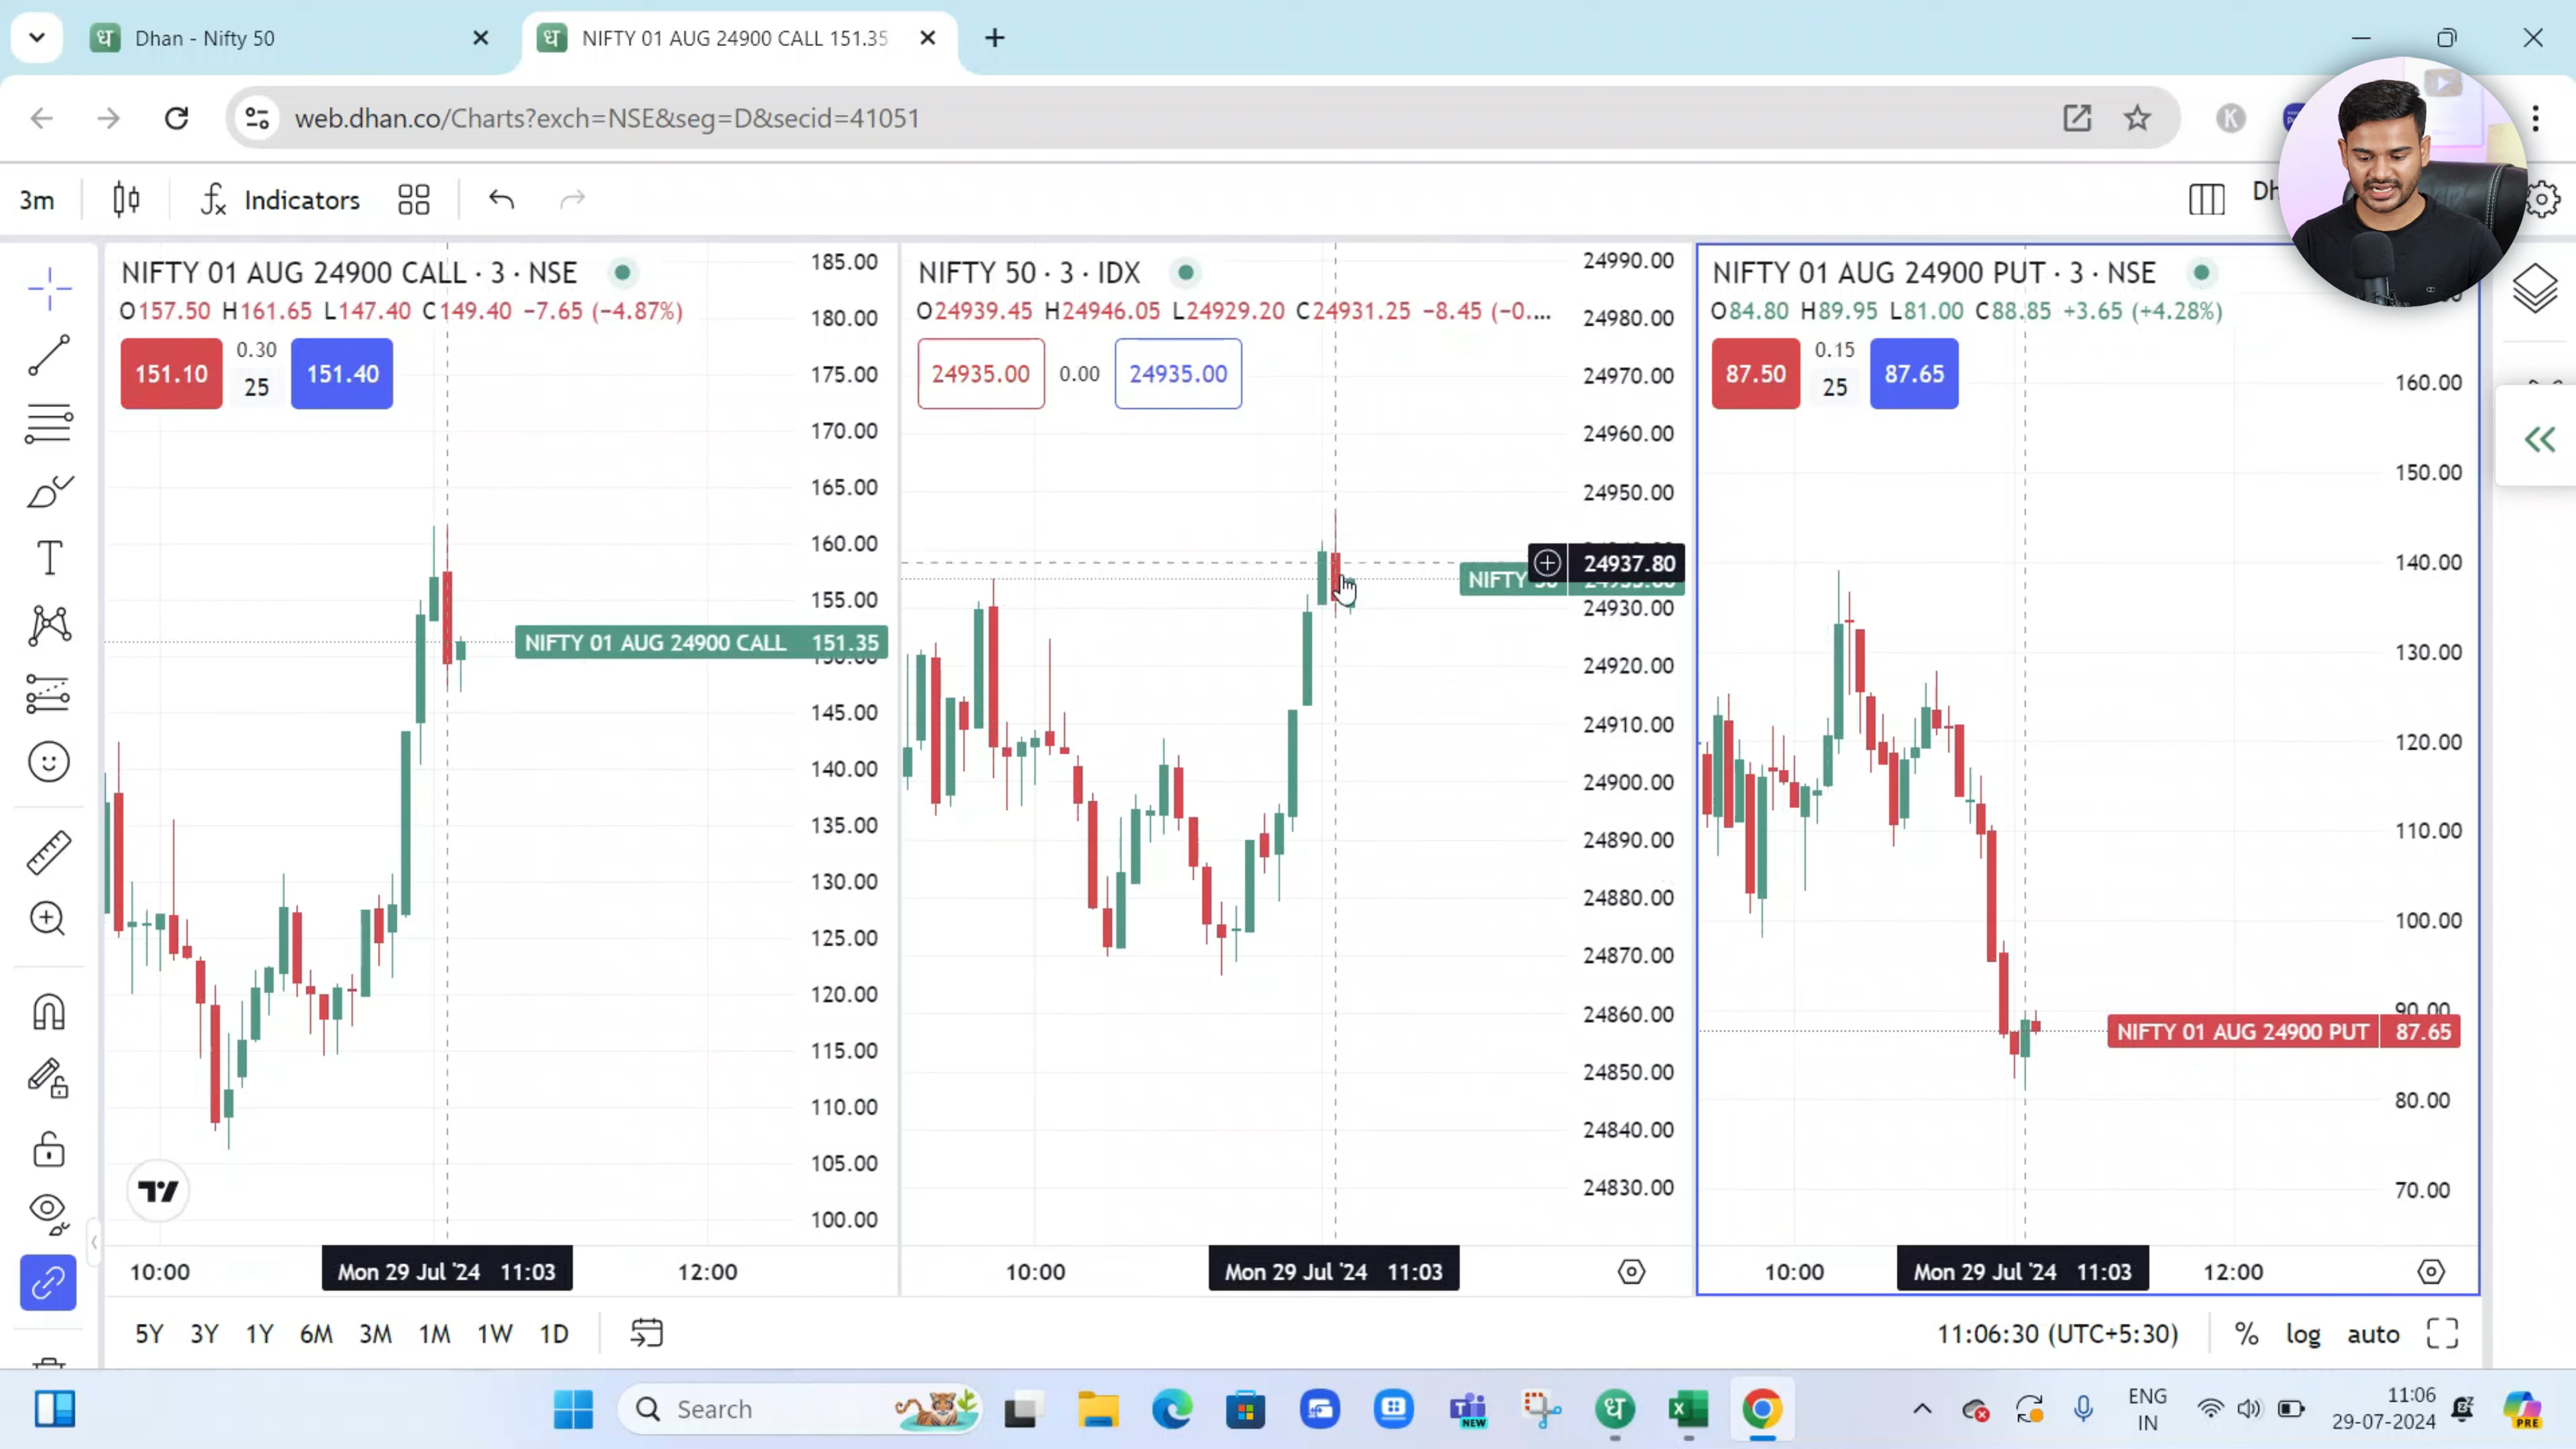 ध Dhan - Nifty 50
ध NIFTY 01 AUG 24900 CALL 151.35
web.dhan.co/Charts?exch=NSE&seg=D&secid=41051
K
3m Indicators
NIFTY 01 AUG 24900 CALL · 3 · NSE
O157.50 H161.65 L147.40 C149.40 −7.65 (−4.87%)
151.10 0.30 25 151.40
185.00
180.00
175.00
170.00
165.00
160.00
155.00
NIFTY 01 AUG 24900 CALL 151.35
145.00
140.00
135.00
130.00
125.00
120.00
115.00
110.00
105.00
100.00
10:00 Mon 29 Jul '24 11:03 12:00
NIFTY 50 · 3 · IDX
O24939.45 H24946.05 L24929.20 C24931.25 −8.45 (−0....
24935.00 0.00 24935.00
24990.00
24980.00
24970.00
24960.00
24950.00
24937.80
NIFTY
24930.00
24920.00
24910.00
24900.00
24890.00
24880.00
24870.00
24860.00
24850.00
24840.00
24830.00
10:00 Mon 29 Jul '24 11:03
NIFTY 01 AUG 24900 PUT · 3 · NSE
O84.80 H89.95 L81.00 C88.85 +3.65 (+4.28%)
87.50 0.15 25 87.65
160.00
150.00
140.00
130.00
120.00
110.00
100.00
90.00
NIFTY 01 AUG 24900 PUT 87.65
80.00
70.00
10:00 Mon 29 Jul '24 11:03 12:00
5Y 3Y 1Y 6M 3M 1M 1W 1D
11:06:30 (UTC+5:30) % log auto
Search
NEW
ध
ENG
IN
11:06
29-07-2024
PRE